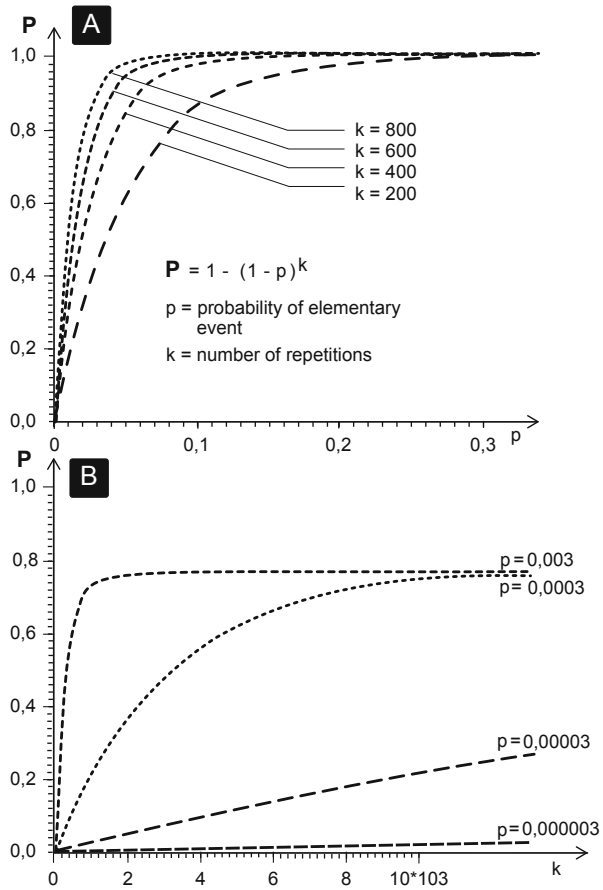 P
A
1,0
0,8
0,6
0,4
0,2
0,0
k = 800
k = 600
k = 400
k = 200
P = 1 - (1 - p)k
p = probability of elementary
event
k = number of repetitions
0 0,1 0,2 0,3 p
P
B
1,0
0,8
0,6
0,4
0,2
0,0
p=0,003
p=0,0003
p=0,00003
p=0,000003
0 2 4 6 8 10*103 k